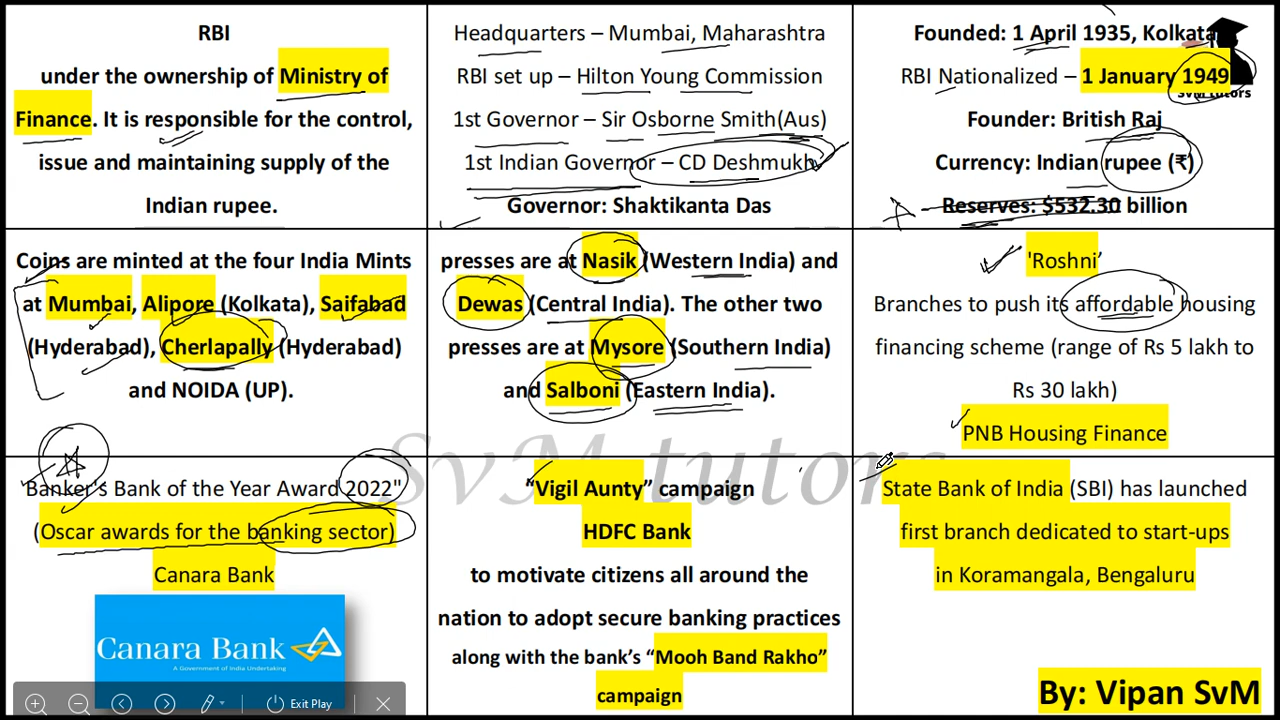 RBI
under the ownership of Ministry of
Finance. It is responsible for the control,
issue and maintaining supply of the
Indian rupee.
Headquarters – Mumbai, Maharashtra
RBI set up – Hilton Young Commission
1st Governor – Sir Osborne Smith(Aus)
1st Indian Governor – CD Deshmukh
Governor: Shaktikanta Das
Founded: 1 April 1935, Kolkata
RBI Nationalized – 1 January 1949
SvM tutors
Founder: British Raj
Currency: Indian rupee (₹)
Reserves: $532.30 billion
Coins are minted at the four India Mints
at Mumbai, Alipore (Kolkata), Saifabad
(Hyderabad), Cherlapally (Hyderabad)
and NOIDA (UP).
presses are at Nasik (Western India) and
Dewas (Central India). The other two
presses are at Mysore (Southern India)
and Salboni (Eastern India).
'Roshni’
Branches to push its affordable housing
financing scheme (range of Rs 5 lakh to
Rs 30 lakh)
PNB Housing Finance
SvM tutors
Banker's Bank of the Year Award 2022"
(Oscar awards for the banking sector)
Canara Bank
Canara Bank
A Government of India Undertaking
“Vigil Aunty” campaign
HDFC Bank
to motivate citizens all around the
nation to adopt secure banking practices
along with the bank’s “Mooh Band Rakho”
campaign
State Bank of India (SBI) has launched
first branch dedicated to start-ups
in Koramangala, Bengaluru
Exit Play
By: Vipan SvM